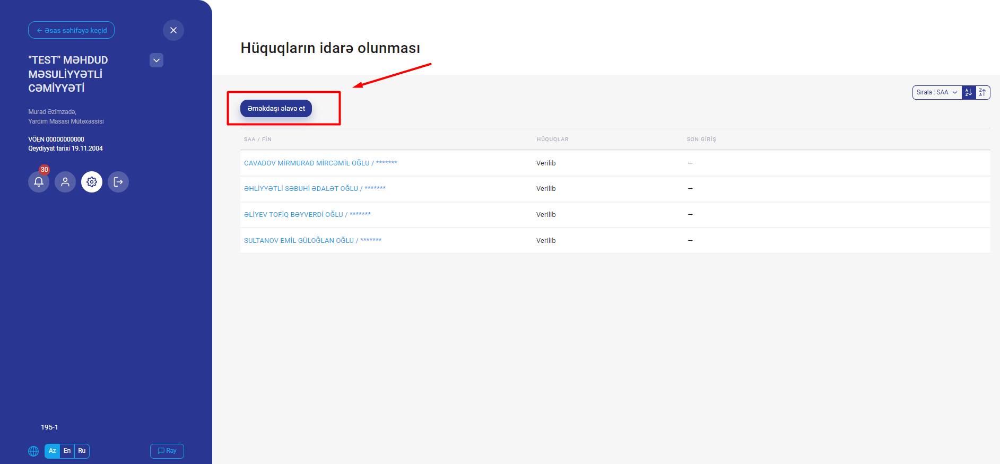 ← Əsas səhifəyə keçid
"TEST" MƏHDUD
MƏSULİYYƏTLİ
CƏMİYYƏTİ
Murad Əzimzadə,
Yardım Masası Mütəxəssisi
VÖEN 00000000000
Qeydiyyat tarixi 19.11.2004
30
195-1
Az En Ru
Rəy
Hüquqların idarə olunması
Sırala : SAA
A Z
Z A
Əməkdaşı əlavə et
SAA / FİN HÜQUQLAR SON GİRİŞ
CAVADOV MİRMURAD MİRCƏMİL OĞLU / ******* Verilib —
ƏHLİYYƏTLİ SƏBUHİ ƏDALƏT OĞLU / ******* Verilib —
ƏLİYEV TOFİQ BƏYVERDİ OĞLU / ******* Verilib —
SULTANOV EMİL GÜLOĞLAN OĞLU / ******* Verilib —